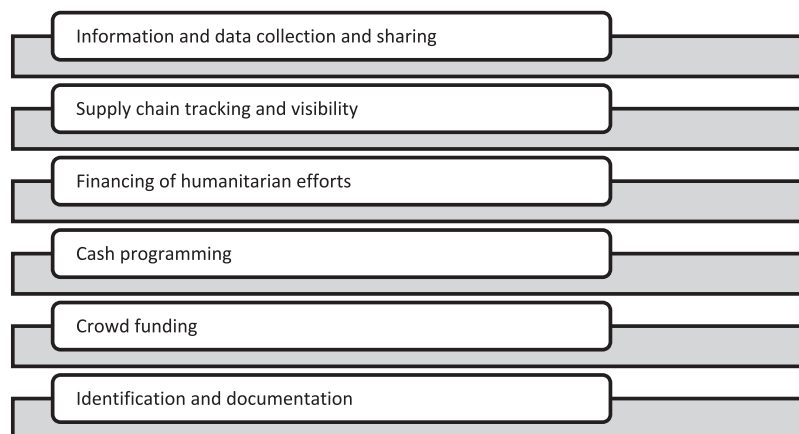 Information and data collection and sharing
Supply chain tracking and visibility
Financing of humanitarian efforts
Cash programming
Crowd funding
Identification and documentation